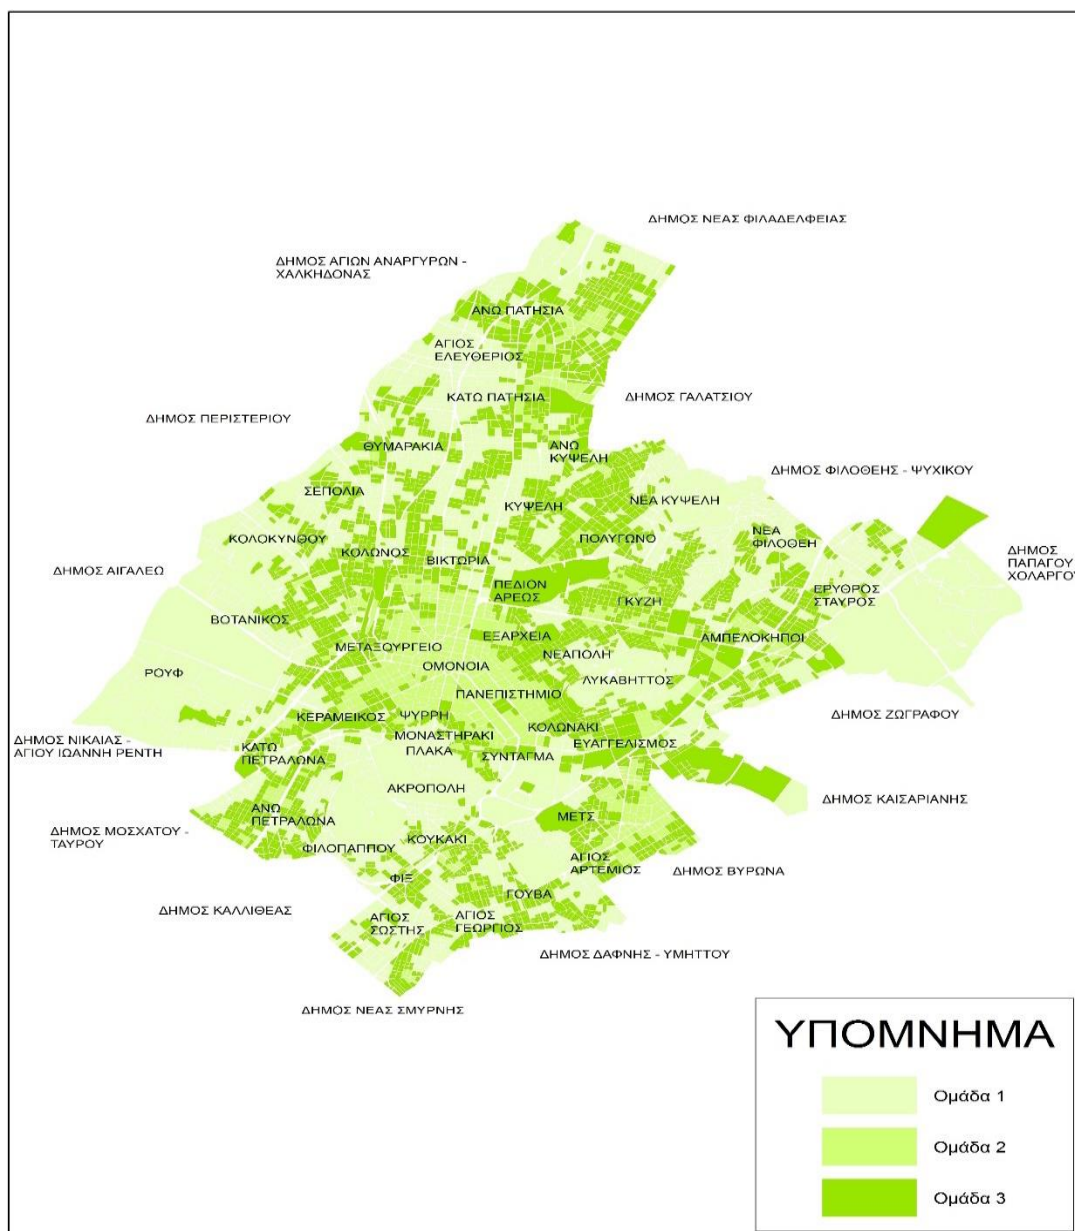 ΔΗΜΟΣ ΝΕΑΣ ΦΙΛΑΔΕΛΦΕΙΑΣ
ΔΗΜΟΣ ΑΓΙΩΝ ΑΝΑΡΓΥΡΩΝ -
ΧΑΛΚΗΔΟΝΑΣ
ΑΝΩ ΠΑΤΗΣΙΑ
ΑΓΙΟΣ
ΕΛΕΥΘΕΡΙΟΣ
ΚΑΤΩ ΠΑΤΗΣΙΑ
ΔΗΜΟΣ ΓΑΛΑΤΣΙΟΥ
ΔΗΜΟΣ ΠΕΡΙΣΤΕΡΙΟΥ
ΘΥΜΑΡΑΚΙΑ
ΑΝΩ
ΚΥΨΕΛΗ
ΔΗΜΟΣ ΦΙΛΟΘΕΗΣ - ΨΥΧΙΚΟΥ
ΣΕΠΟΛΙΑ
ΚΥΨΕΛΗ
ΝΕΑ ΚΥΨΕΛΗ
ΚΟΛΟΚΥΝΘΟΥ
ΚΟΛΩΝΟΣ
ΒΙΚΤΩΡΙΑ
ΠΟΛΥΓΩΝΟ
ΝΕΑ
ΦΙΛΟΘΕΗ
ΔΗΜΟΣ
ΠΑΠΑΓΟΥ
ΧΟΛΑΡΓΟΥ
ΔΗΜΟΣ ΑΙΓΑΛΕΩ
ΠΕΔΙΟΝ
ΑΡΕΩΣ
ΓΚΥΖΗ
ΕΡΥΘΡΟΣ
ΣΤΑΥΡΟΣ
ΒΟΤΑΝΙΚΟΣ
ΜΕΤΑΞΟΥΡΓΕΙΟ
ΕΞΑΡΧΕΙΑ
ΝΕΑΠΟΛΗ
ΑΜΠΕΛΟΚΗΠΟΙ
ΡΟΥΦ
ΟΜΟΝΟΙΑ
ΛΥΚΑΒΗΤΤΟΣ
ΠΑΝΕΠΙΣΤΗΜΙΟ
ΔΗΜΟΣ ΖΩΓΡΑΦΟΥ
ΚΕΡΑΜΕΙΚΟΣ
ΨΥΡΡΗ
ΚΟΛΩΝΑΚΙ
ΔΗΜΟΣ ΝΙΚΑΙΑΣ -
ΑΓΙΟΥ ΙΩΑΝΝΗ ΡΕΝΤΗ
ΜΟΝΑΣΤΗΡΑΚΙ
ΕΥΑΓΓΕΛΙΣΜΟΣ
ΚΑΤΩ
ΠΕΤΡΑΛΩΝΑ
ΠΛΑΚΑ
ΣΥΝΤΑΓΜΑ
ΑΚΡΟΠΟΛΗ
ΔΗΜΟΣ ΚΑΙΣΑΡΙΑΝΗΣ
ΑΝΩ
ΠΕΤΡΑΛΩΝΑ
ΜΕΤΣ
ΔΗΜΟΣ ΜΟΣΧΑΤΟΥ -
ΤΑΥΡΟΥ
ΦΙΛΟΠΑΠΠΟΥ
ΚΟΥΚΑΚΙ
ΑΓΙΟΣ
ΑΡΤΕΜΙΟΣ
ΔΗΜΟΣ ΒΥΡΩΝΑ
ΦΙΞ
ΓΟΥΒΑ
ΔΗΜΟΣ ΚΑΛΛΙΘΕΑΣ
ΑΓΙΟΣ
ΣΩΣΤΗΣ
ΑΓΙΟΣ
ΓΕΩΡΓΙΟΣ
ΔΗΜΟΣ ΔΑΦΝΗΣ - ΥΜΗΤΤΟΥ
ΔΗΜΟΣ ΝΕΑΣ ΣΜΥΡΝΗΣ
ΥΠΟΜΝΗΜΑ
Ομάδα 1
Ομάδα 2
Ομάδα 3